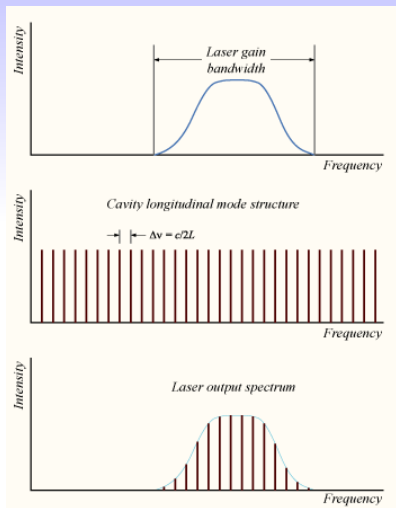 Intensity
Laser gain
bandwidth
Frequency
Cavity longitudinal mode structure
Intensity
Δν = c/2L
Frequency
Laser output spectrum
Intensity
Frequency